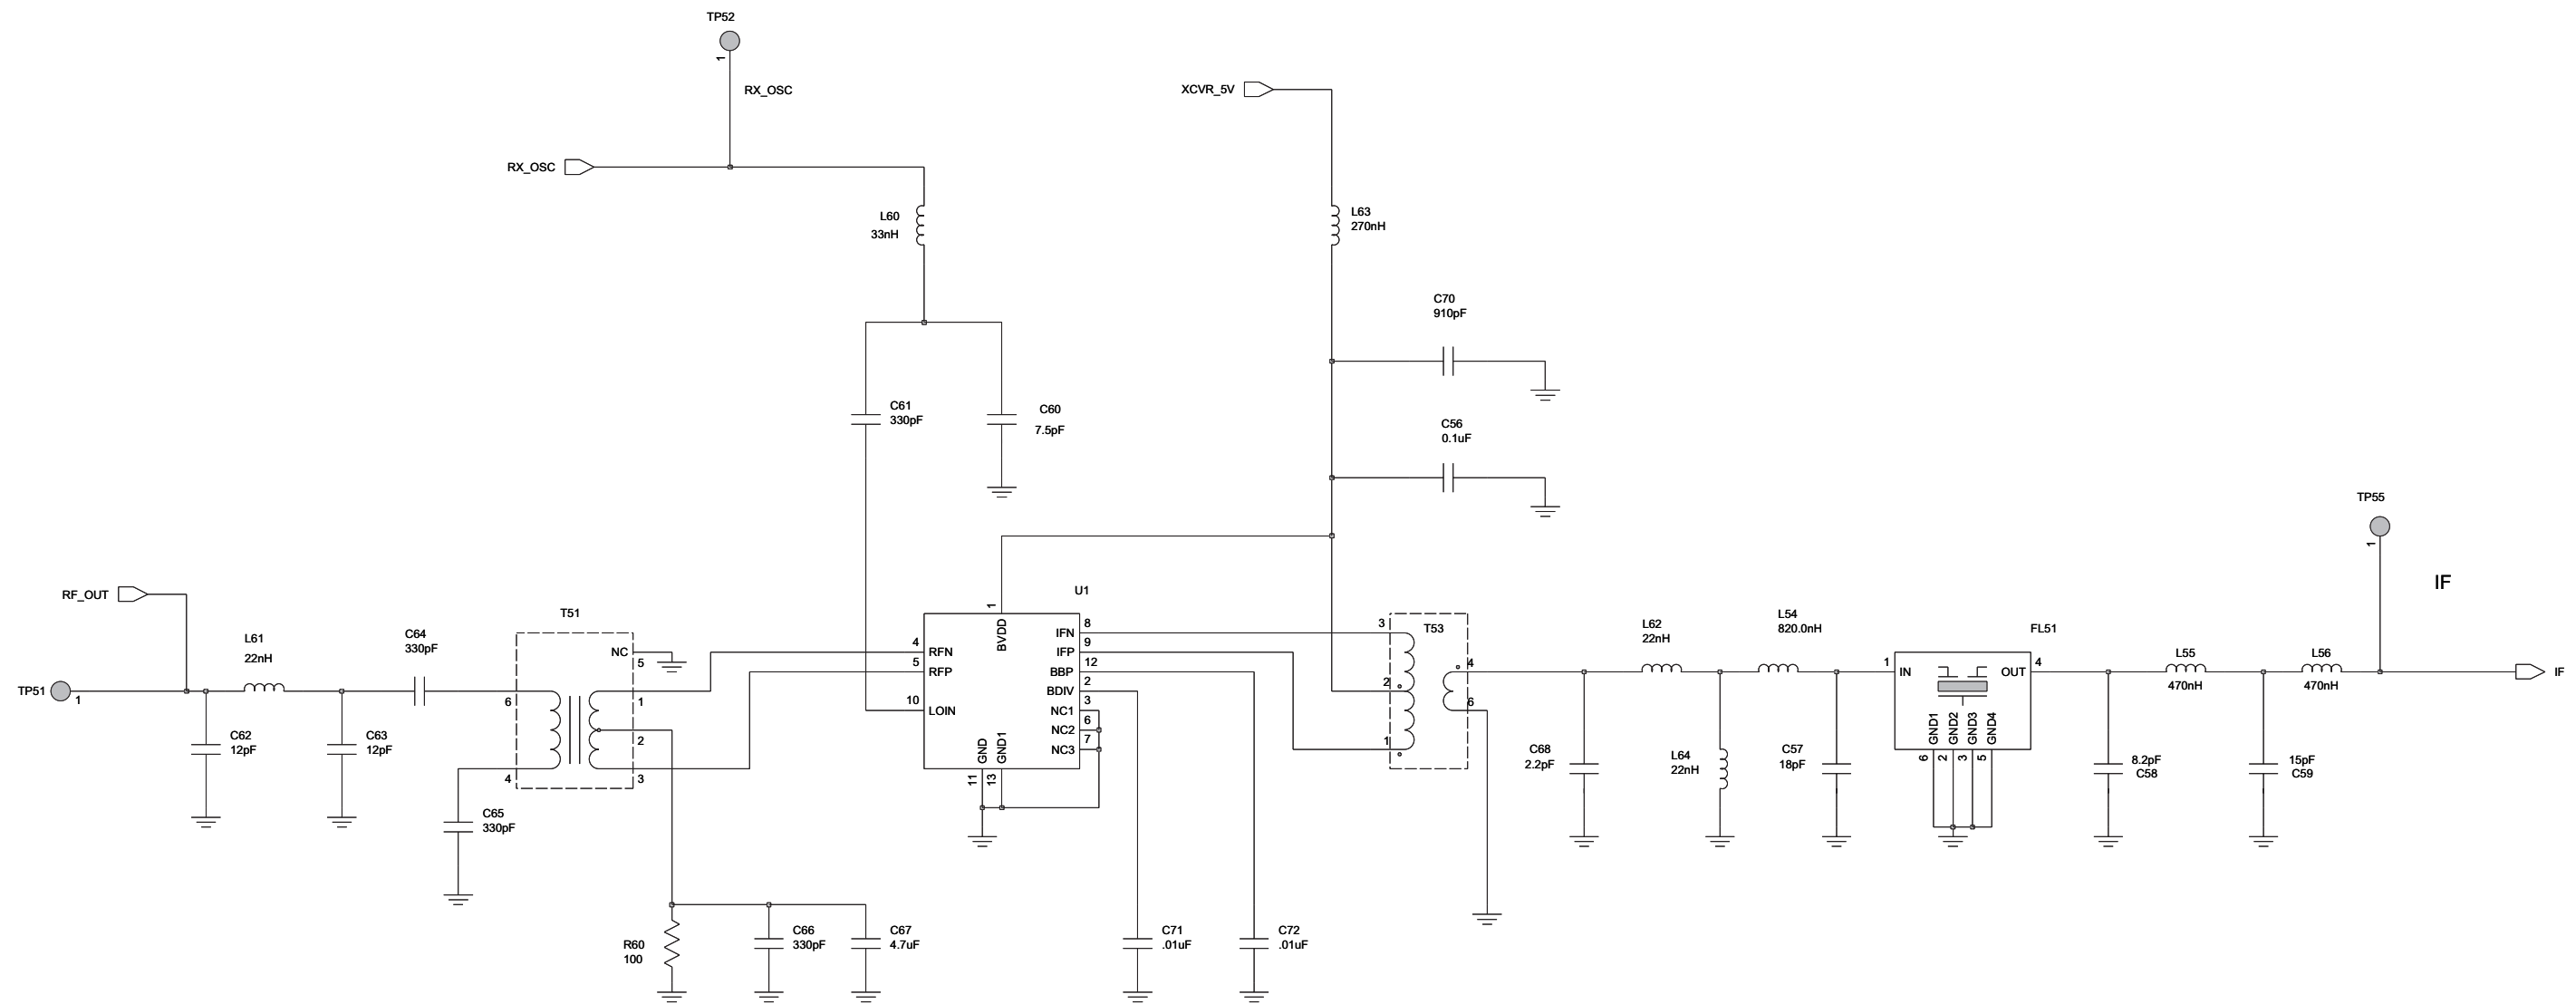 TP52
1
RX_OSC
XCVR_5V
RX_OSC
L60
33nH
L63
270nH
C70
910pF
C61
330pF
C60
7.5pF
C56
0.1uF
TP55
1
IF
RF_OUT
TP51
1
L61
22nH
C64
330pF
C62
12pF
C63
12pF
T51
NC
5
6
4
1
2
3
C65
330pF
R60
100
C66
330pF
C67
4.7uF
U1
1
BVDD
4
RFN
5
RFP
10
LOIN
IFN
8
IFP
9
BBP
12
BDIV
2
NC1
3
NC2
6
NC3
7
GND
11
GND1
13
C71
.01uF
C72
.01uF
T53
3
2
1
4
6
C68
2.2pF
L62
22nH
L64
22nH
L54
820.0nH
C57
18pF
FL51
1
IN
OUT
4
GND1
GND2
GND3
GND4
6
2
3
5
8.2pF
C58
L55
470nH
15pF
C59
L56
470nH
IF